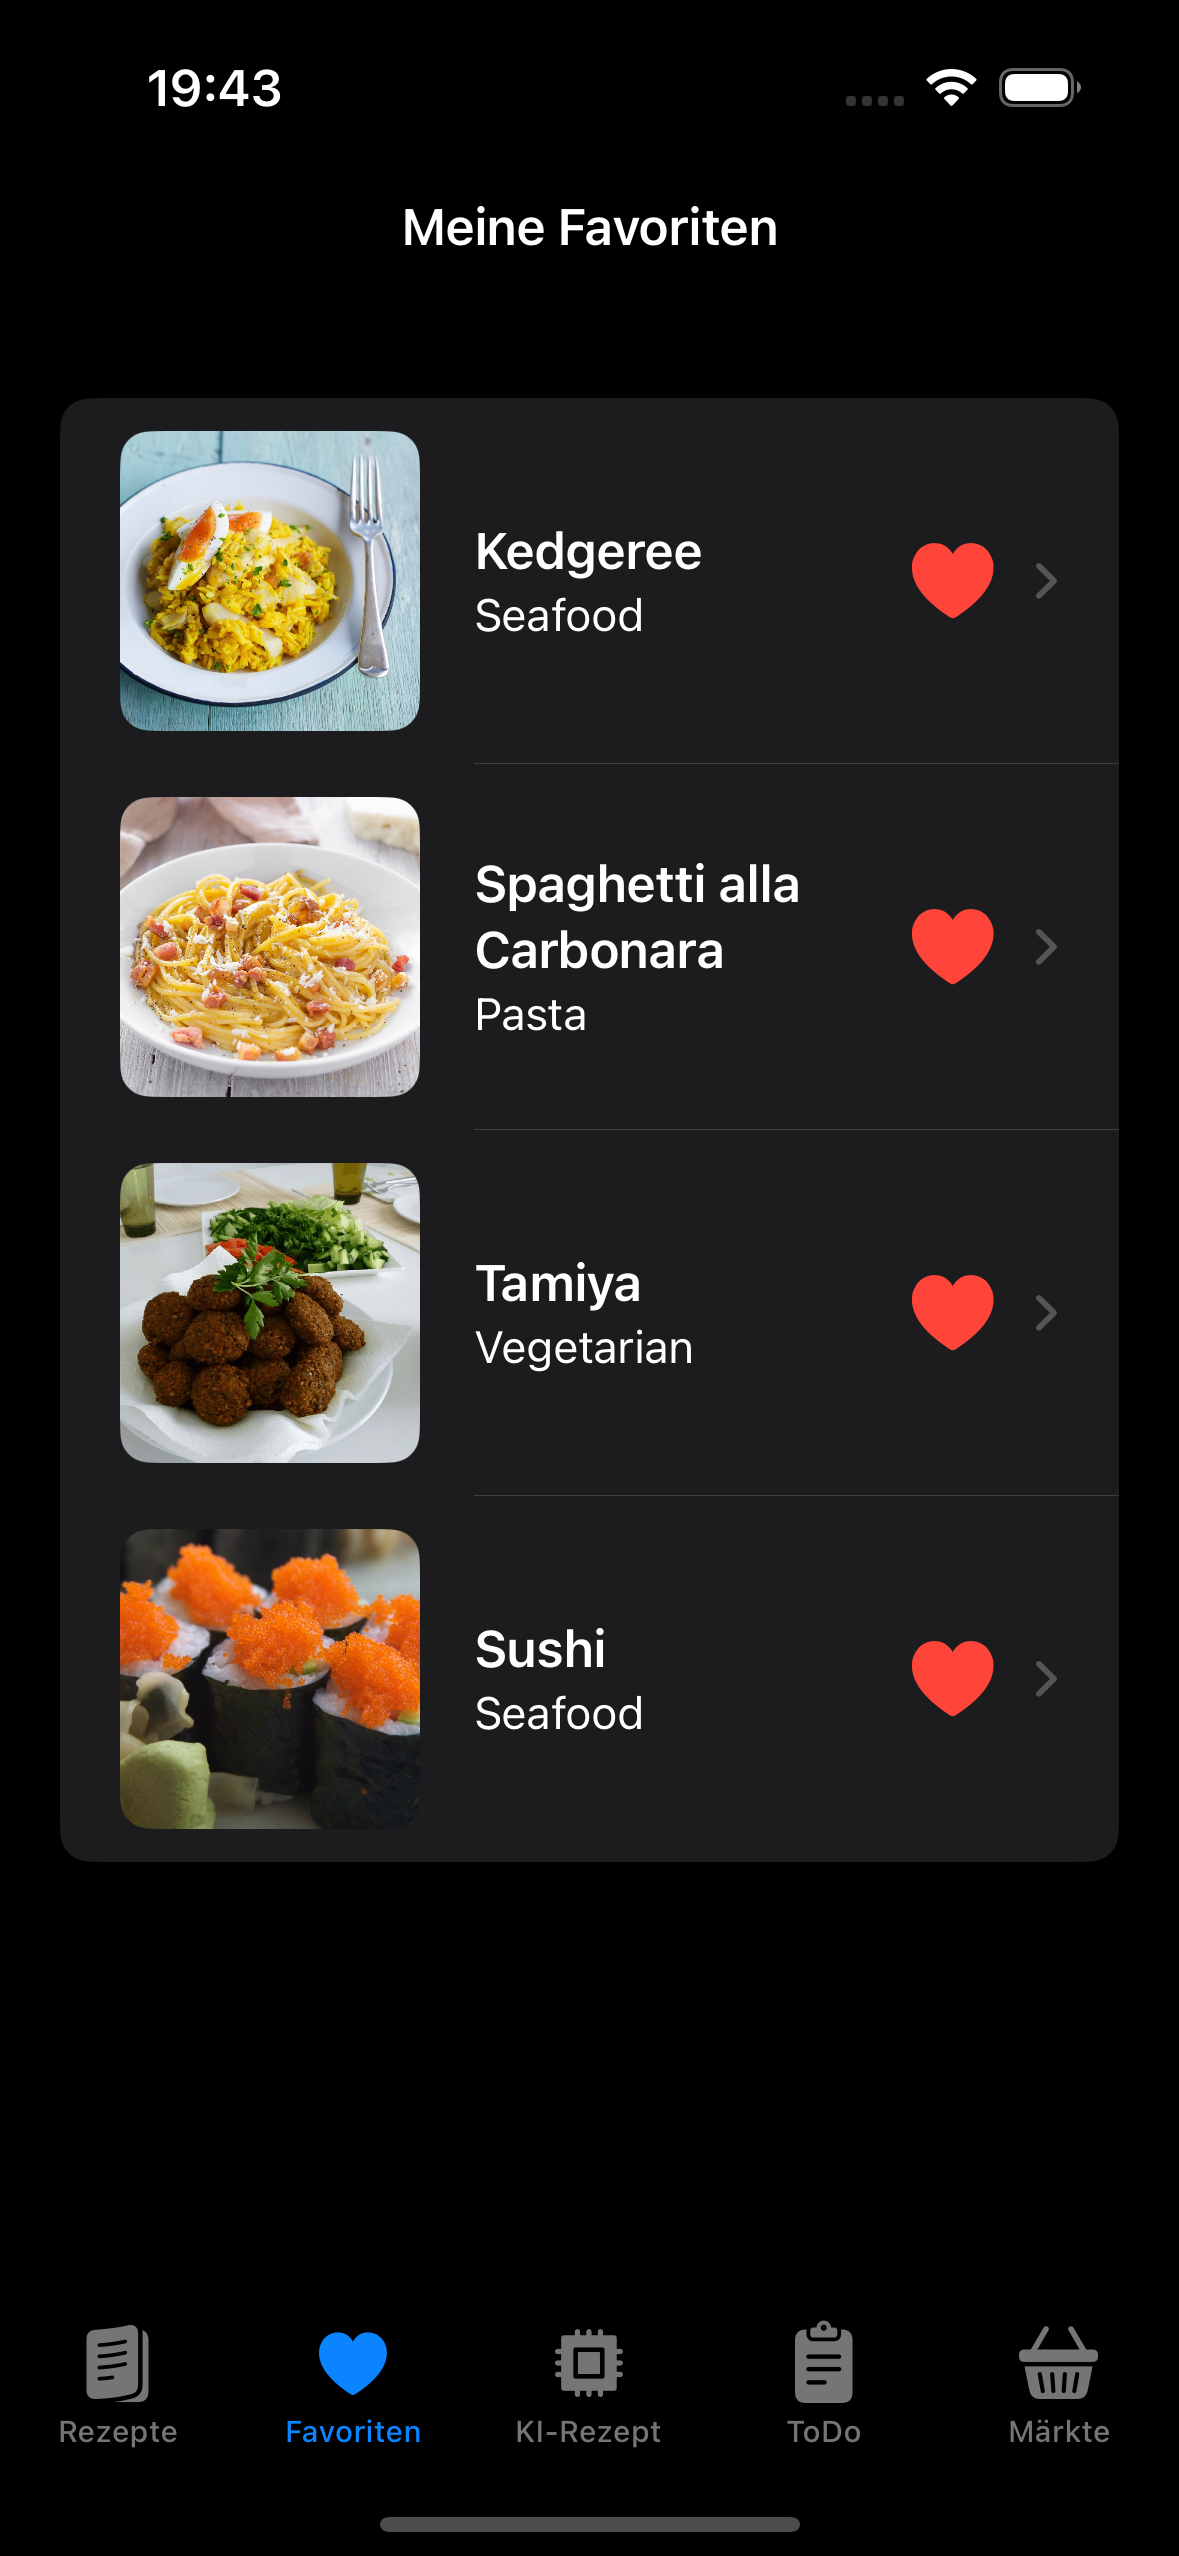 19:43
Meine Favoriten
Kedgeree
Seafood
Spaghetti alla
Carbonara
Pasta
Tamiya
Vegetarian
Sushi
Seafood
Rezepte
Favoriten
KI-Rezept
ToDo
Märkte